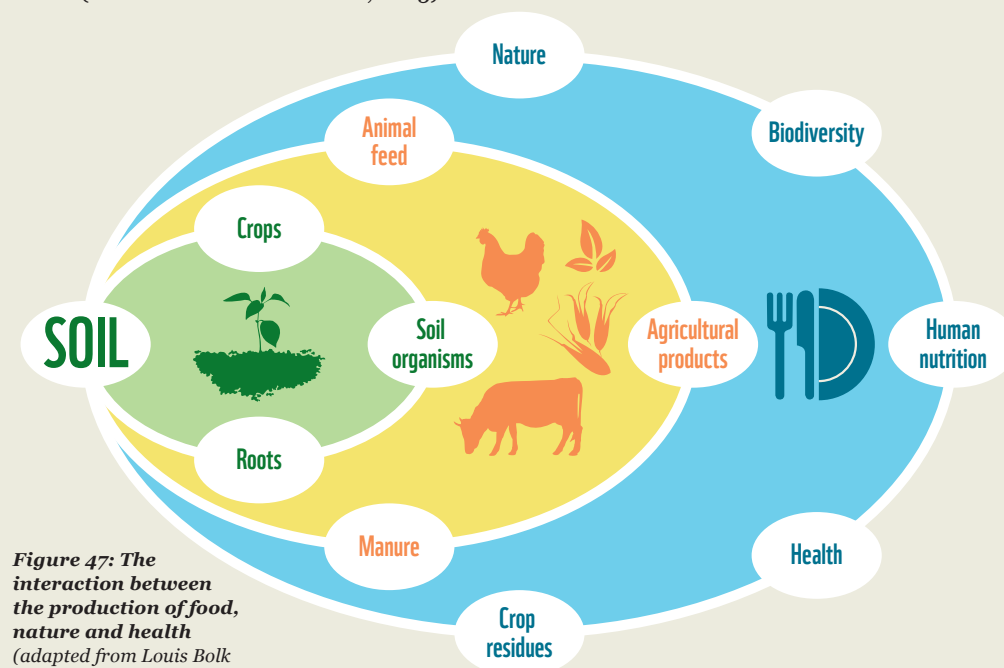 Nature
Biodiversity
Animal
feed
Crops
SOIL
Soil
organisms
Agricultural
products
Human
nutrition
Roots
Manure
Health
Crop
residues
Figure 47: The
interaction between
the production of food,
nature and health
(adapted from Louis Bolk